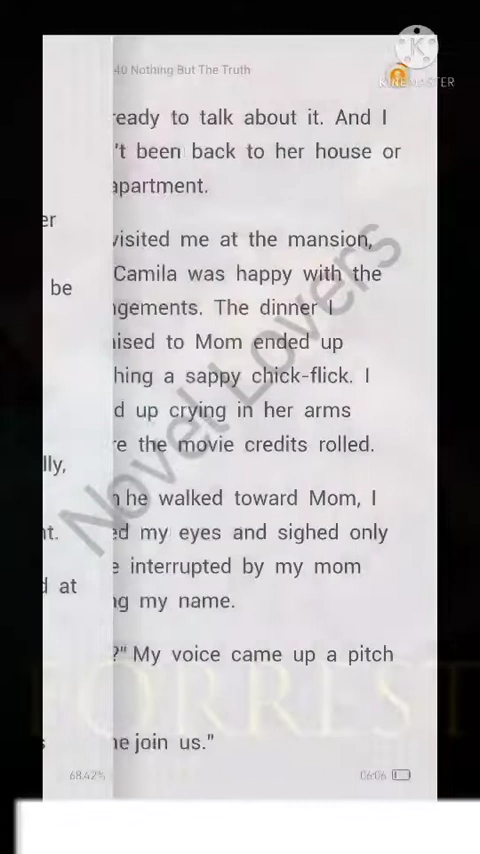 40 Nothing But The Truth
KINEMASTER
ready to talk about it. And I
't been back to her house or
apartment.
visited me at the mansion,
Camila was happy with the
ngements. The dinner I
ised to Mom ended up
hing a sappy chick-flick. I
d up crying in her arms
re the movie credits rolled.
he walked toward Mom, I
ed my eyes and sighed only
e interrupted by my mom
ng my name.
?" My voice came up a pitch
e join us."
er
be
lly,
nt.
d at
s
68.42%
06:06
Novel Lovers
FORREST